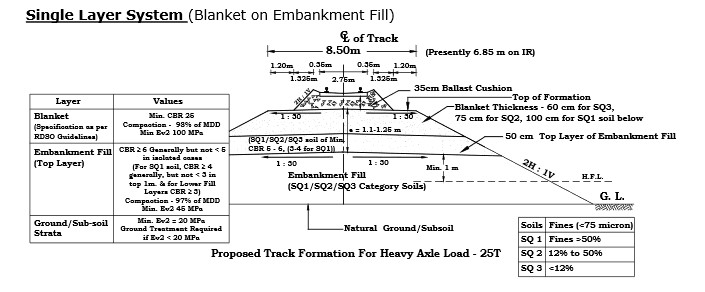 Single Layer System (Blanket on Embankment Fill)
℄ of Track
8.50m
(Presently 6.85 m on IR)
1.20m 0.35m 0.35m 1.20m
1.325m 2.75m 1.325m
2H : 1V
35cm Ballast Cushion
Top of Formation
Blanket Thickness - 60 cm for SQ3,
75 cm for SQ2, 100 cm for SQ1 soil below
1 : 30 1 : 30
e = 1.1-1.25 m
50 cm Top Layer of Embankment Fill
(SQ1/SQ2/SQ3 soil of Min.
CBR 5 - 6, (3-4 for SQ1))
1 : 30 1 : 30
Min. 1 m
2H : 1V
H.F.L.
Embankment Fill
(SQ1/SQ2/SQ3 Category Soils)
G. L.
Natural Ground/Subsoil
Layer Values
Blanket
(Specification as per
RDSO Guidelines)
Min. CBR 25
Compaction - 98% of MDD
Min Ev2 100 MPa
Embankment Fill
(Top Layer)
CBR ≥ 6 Generally but not < 5
in isolated cases
(For SQ1 soil, CBR ≥ 4
generally, but not < 3 in
top 1m. & for Lower Fill
Layers CBR ≥ 3)
Compaction - 97% of MDD
Min. Ev2 45 MPa
Ground/Sub-soil
Strata
Min. Ev2 = 20 MPa
Ground Treatment Required
if Ev2 < 20 MPa
Soils Fines (<75 micron)
SQ 1 Fines >50%
SQ 2 12% to 50%
SQ 3 <12%
Proposed Track Formation For Heavy Axle Load - 25T